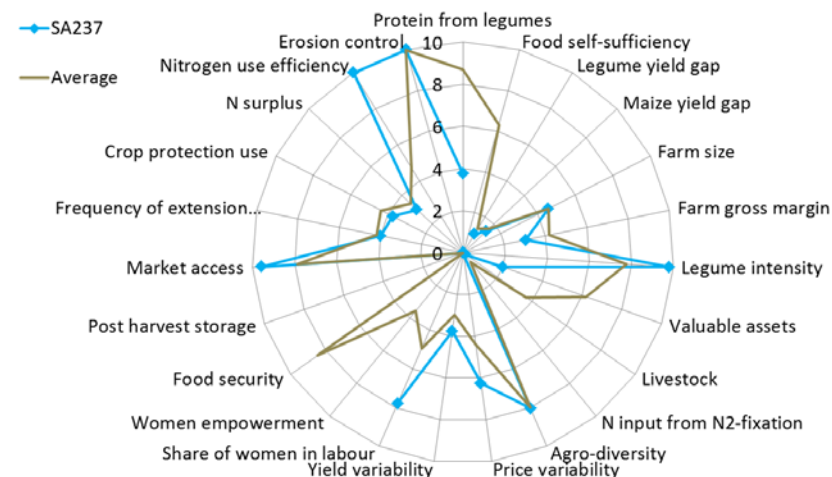 SA237
Average
Protein from legumes
Food self-sufficiency
Legume yield gap
Maize yield gap
Farm size
Farm gross margin
Legume intensity
Valuable assets
Livestock
N input from N2-fixation
Agro-diversity
Price variability
Yield variability
Share of women in labour
Women empowerment
Food security
Post harvest storage
Market access
Frequency of extension...
Crop protection use
N surplus
Nitrogen use efficiency
Erosion control
10
8
6
4
2
0